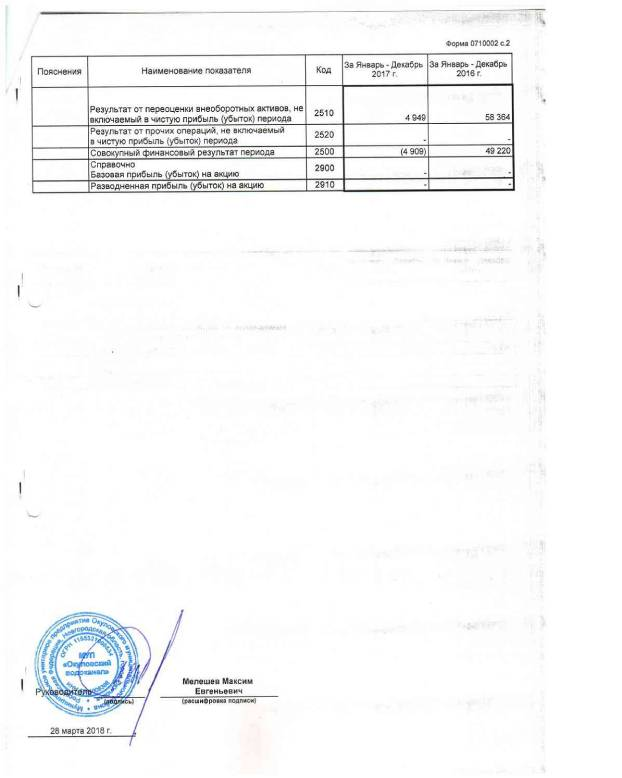 Форма 0710002 с.2
Пояснения Наименование показателя Код За Январь - Декабрь 2017 г. За Январь - Декабрь 2016 г.
Результат от переоценки внеоборотных активов, не
включаемый в чистую прибыль (убыток) периода 2510 4 949 58 364
Результат от прочих операций, не включаемый
в чистую прибыль (убыток) периода 2520 - -
Совокупный финансовый результат периода 2500 (4 909) 49 220
Справочно
Базовая прибыль (убыток) на акцию 2900 - -
Разводненная прибыль (убыток) на акцию 2910 - -
МУП
«Окуловский
водоканал»
Руководитель
(подпись)
Мелешев Максим
Евгеньевич
(расшифровка подписи)
28 марта 2018 г.